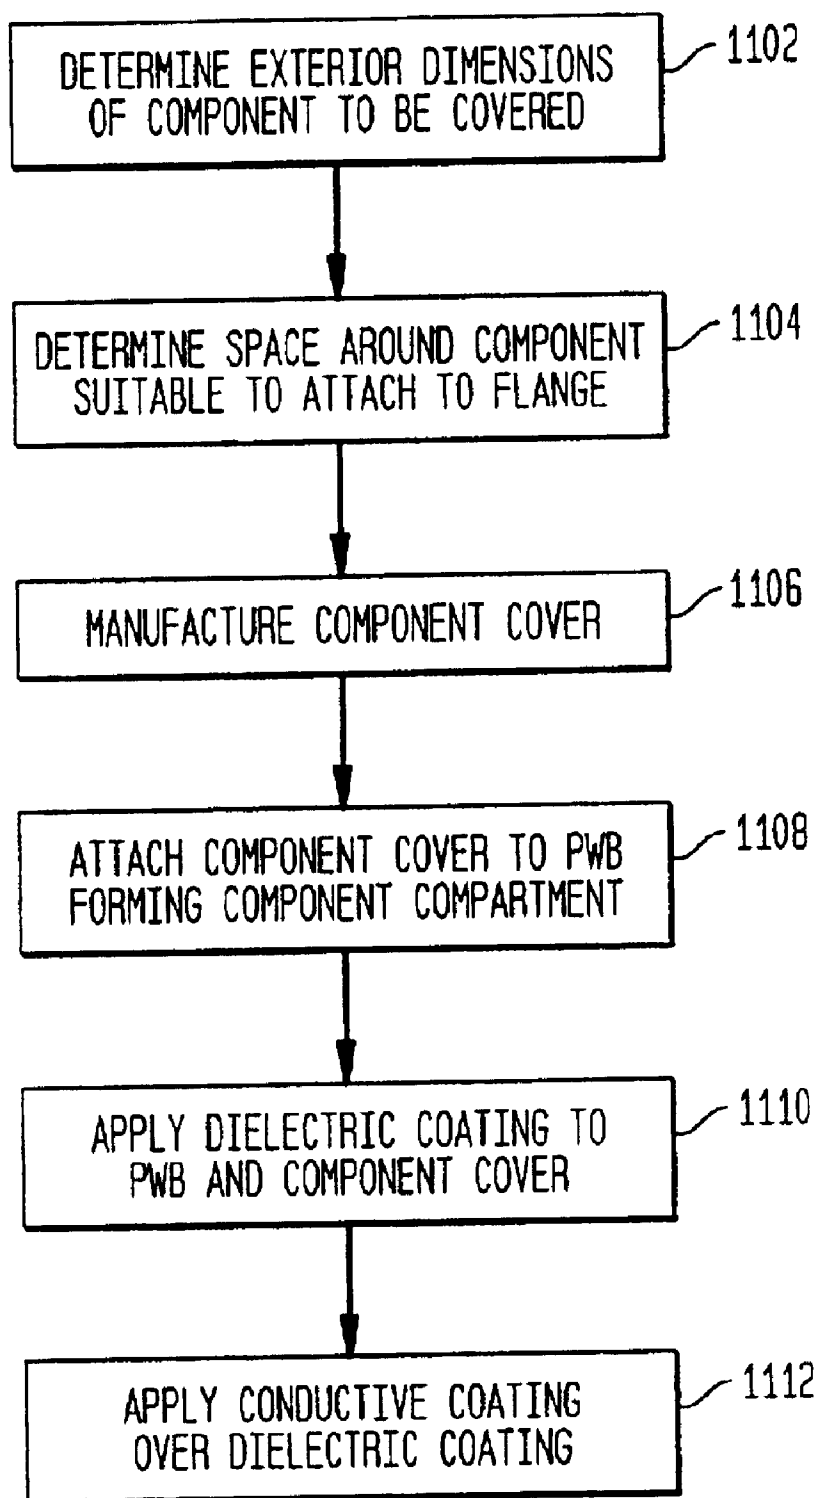 DETERMINE EXTERIOR DIMENSIONS
OF COMPONENT TO BE COVERED
1102
DETERMINE SPACE AROUND COMPONENT
SUITABLE TO ATTACH TO FLANGE
1104
MANUFACTURE COMPONENT COVER
1106
ATTACH COMPONENT COVER TO PWB
FORMING COMPONENT COMPARTMENT
1108
APPLY DIELECTRIC COATING TO
PWB AND COMPONENT COVER
1110
APPLY CONDUCTIVE COATING
OVER DIELECTRIC COATING
1112